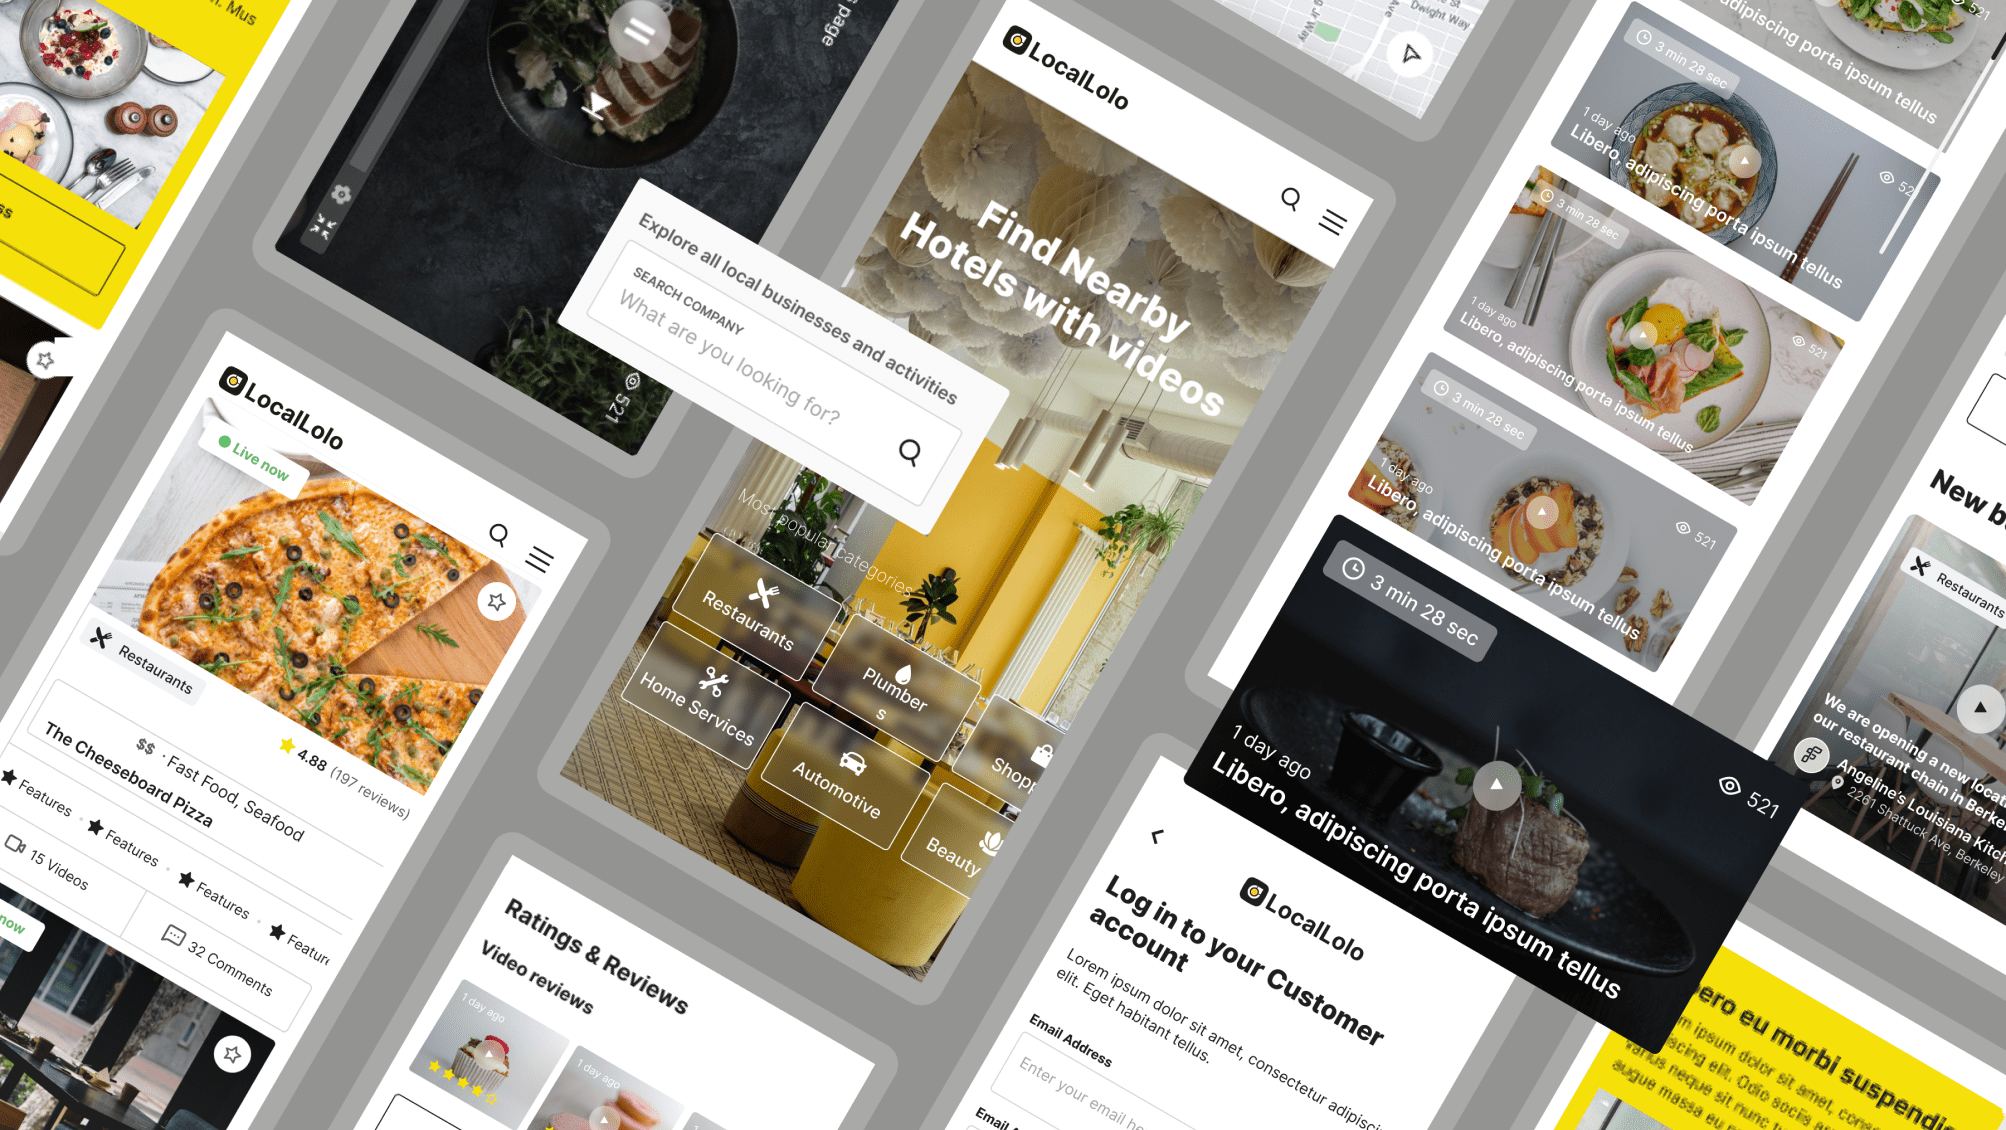 Mus
page
521
LocalLolo
Find Nearby
Hotels with videos
Explore all local businesses and activities
SEARCH COMPANY
What are you looking for?
Most popular categories
Restaurants
Plumber
s
Shopp
Home Services
Automotive
Beauty
Dwight Way
LocalLolo
Live now
Restaurants
4.88 (197 reviews)
$$ · Fast Food, Seafood
The Cheeseboard Pizza
Features
Features
Features
Feature
15 Videos
32 Comments
now
Ratings & Reviews
Video reviews
1 day ago
1 day ago
521
adipiscing porta ipsum tellus
3 min 28 sec
1 day ago
Libero, adipiscing porta ipsum tellus
3 min 28 sec
1 day ago
521
Libero, adipiscing porta ipsum tellus
3 min 28 sec
1 day ago
521
Libero, adipiscing porta ipsum tellus
3 min 28 sec
1 day ago
521
Libero, adipiscing porta ipsum tellus
LocalLolo
Log in to your Customer
account
Lorem ipsum dolor sit amet, consectetur adipisc
elit. Eget habitant tellus.
Email Address
Enter your email he
Email
New b
Restaurants
We are opening a new locat
our restaurant chain in Berke
Angeline's Louisiana Kitch
2261 Shattuck Ave, Berkeley
ero eu morbi suspendis
m ipsum dolor sit amet, conse
piscing elit. Odio sociis
varius neque sit nunc
augue massa eu